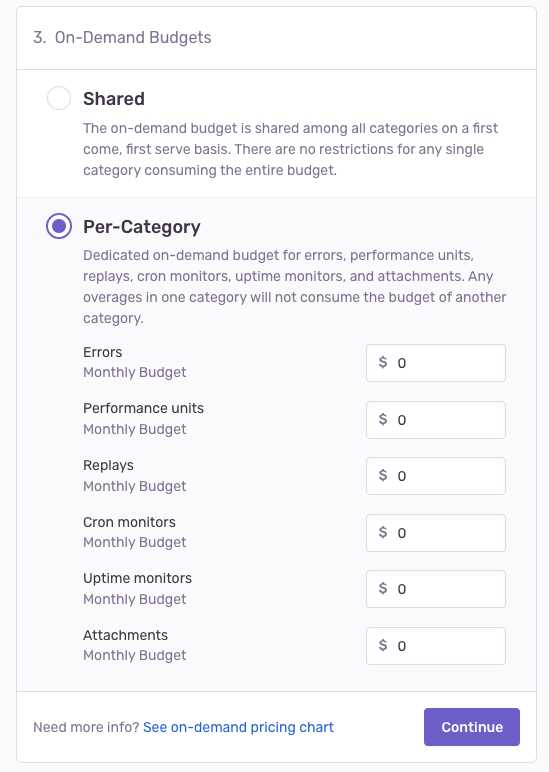 3. On-Demand Budgets
Shared
The on-demand budget is shared among all categories on a first
come, first serve basis. There are no restrictions for any single
category consuming the entire budget.
Per-Category
Dedicated on-demand budget for errors, performance units,
replays, cron monitors, uptime monitors, and attachments. Any
overages in one category will not consume the budget of another
category.
Errors
Monthly Budget
$ 0
Performance units
Monthly Budget
$ 0
Replays
Monthly Budget
$ 0
Cron monitors
Monthly Budget
$ 0
Uptime monitors
Monthly Budget
$ 0
Attachments
Monthly Budget
$ 0
Need more info? See on-demand pricing chart
Continue